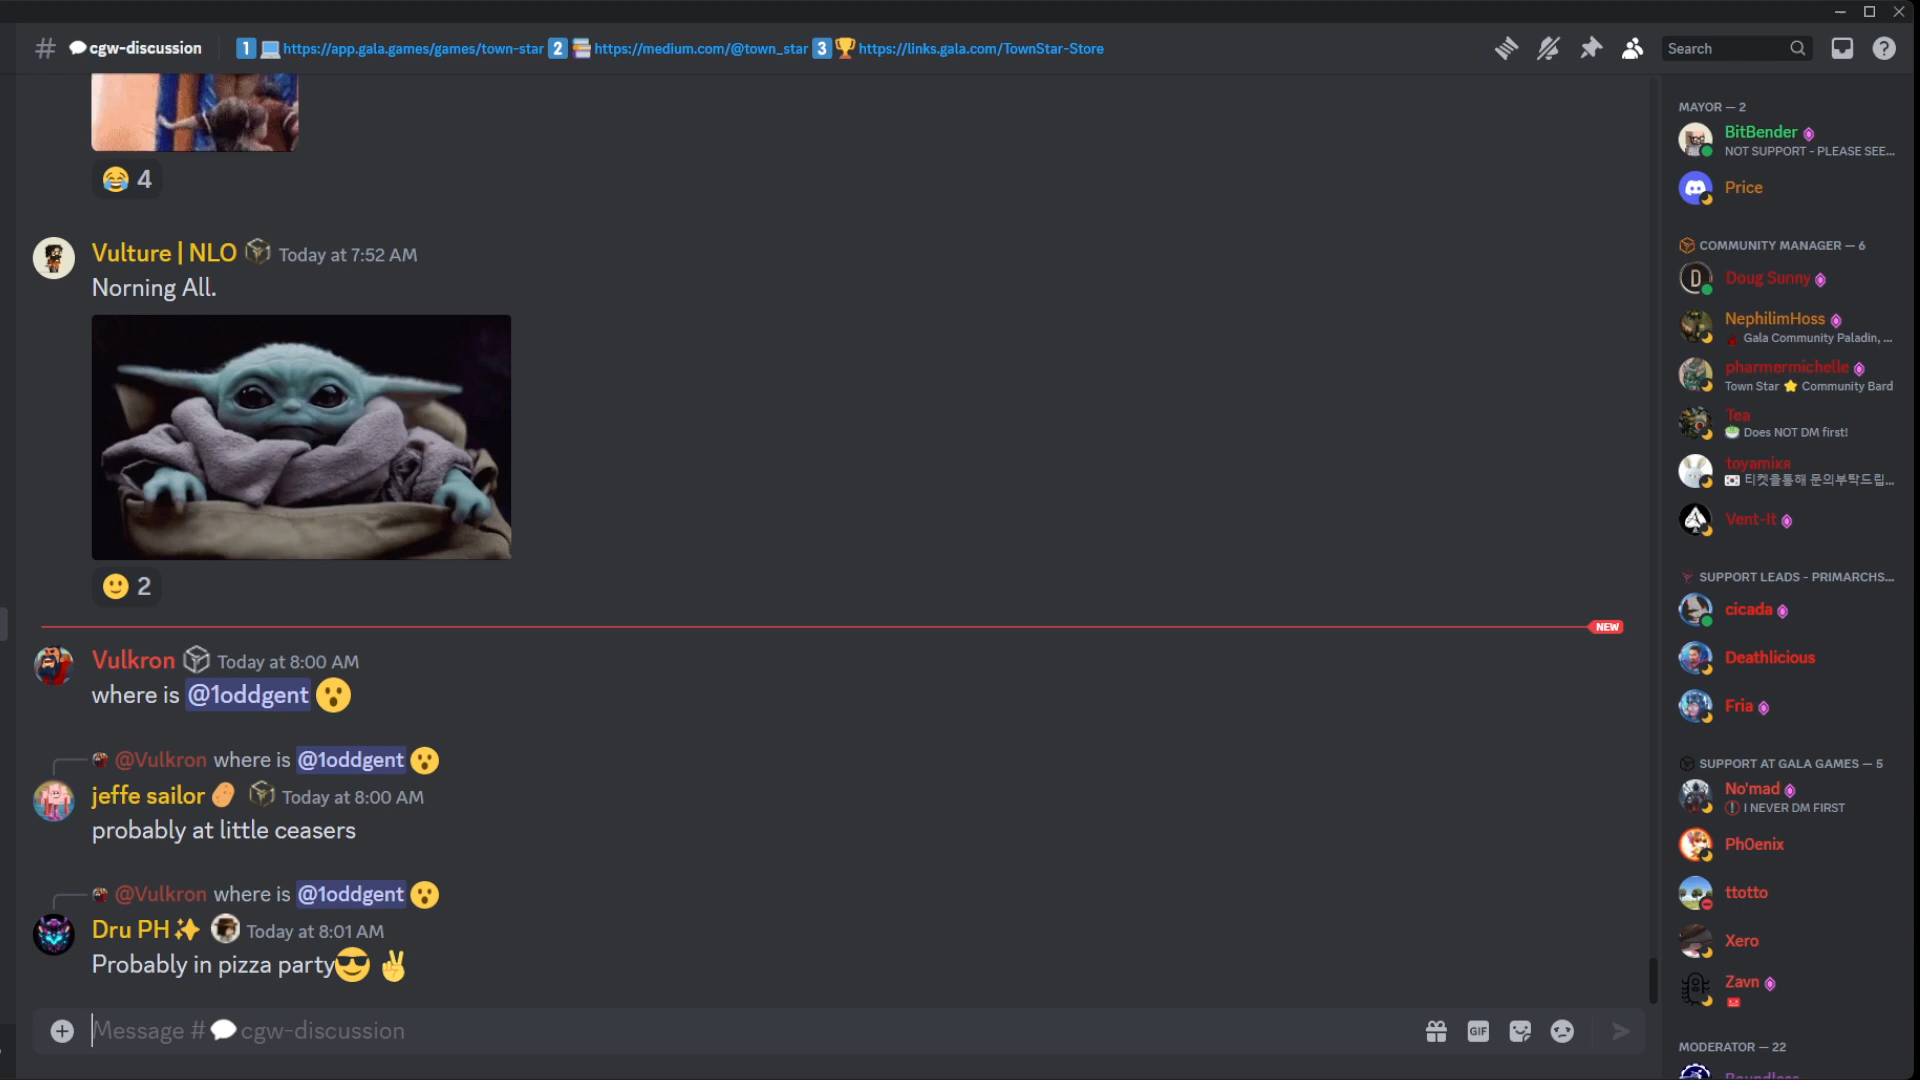 # cgw-discussion 1 https://app.gala.games/games/town-star 2 https://medium.com/@town_star 3 https://links.gala.com/TownStar-Store
Search
4
Vulture | NLO Today at 7:52 AM
Norning All.
2
NEW
Vulkron Today at 8:00 AM
where is @1oddgent
@Vulkron where is @1oddgent
jeffe sailor Today at 8:00 AM
probably at little ceasers
@Vulkron where is @1oddgent
Dru PH Today at 8:01 AM
Probably in pizza party
Message # cgw-discussion
GIF
MAYOR — 2
BitBender
NOT SUPPORT - PLEASE SEE...
Price
COMMUNITY MANAGER — 6
Doug Sunny
NephilimHoss
Gala Community Paladin, ...
pharmermichelle
Town Star Community Bard
Tea
Does NOT DM first!
toyamiKR
티켓을통해 문의부탁드립...
Vent-It
SUPPORT LEADS - PRIMARCHS...
cicada
Deathlicious
Fria
SUPPORT AT GALA GAMES — 5
No'mad
I NEVER DM FIRST
Ph0enix
ttotto
Xero
Zavn
MODERATOR — 22